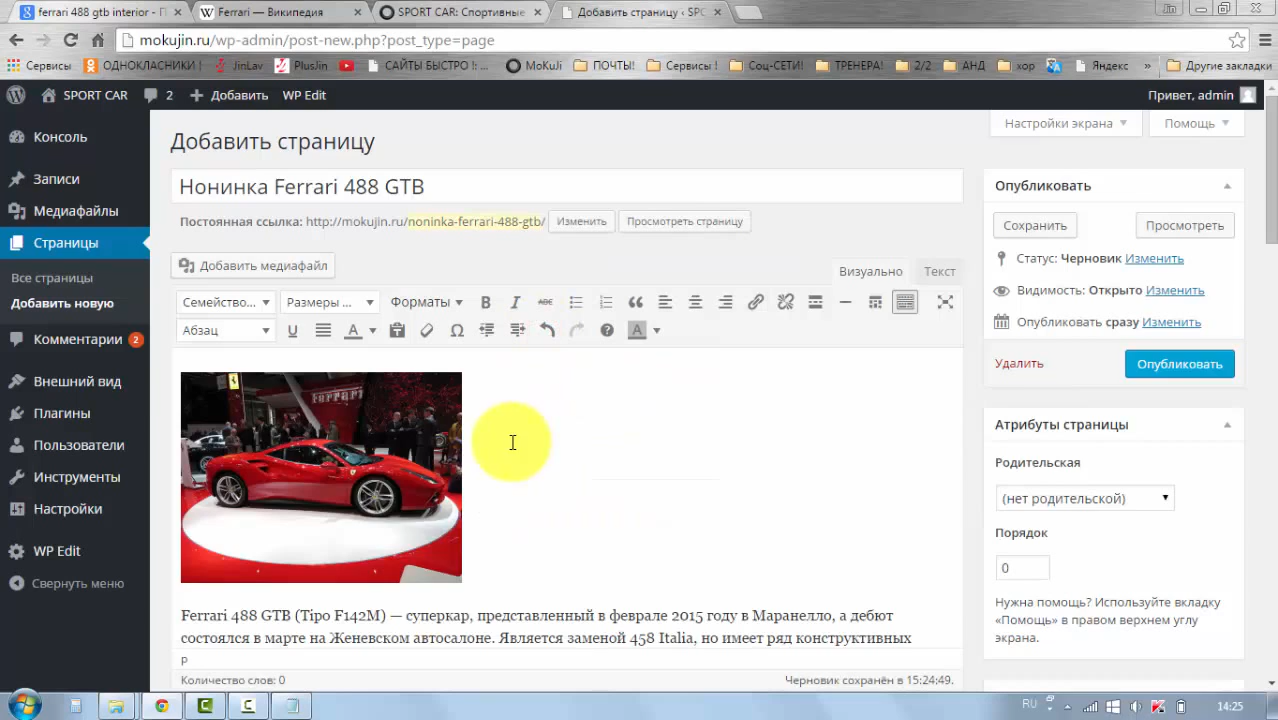 ferrari 488 gtb interior - П
Ferrari — Википедия
SPORT CAR: Спортивные
Добавить страницу ‹ SPO
mokujin.ru/wp-admin/post-new.php?post_type=page
Сервисы
ОДНОКЛАСНИКИ !
JinLav
PlusJin
САЙТЫ БЫСТРО !: ...
MoKuJi
ПОЧТЫ!
Сервисы !
Соц-СЕТИ!
ТРЕНЕРА!
2/2
АНД
хор
Яндекс
»
Другие закладки
SPORT CAR
2
Добавить
WP Edit
Привет, admin
Консоль
Записи
Медиафайлы
Страницы
Все страницы
Добавить новую
Комментарии 2
Внешний вид
Плагины
Пользователи
Инструменты
Настройки
WP Edit
Свернуть меню
Настройки экрана
Помощь
Добавить страницу
Нонинка Ferrari 488 GTB
Постоянная ссылка: http://mokujin.ru/noninka-ferrari-488-gtb/ Изменить Просмотреть страницу
Добавить медиафайл
Визуально Текст
Семейство... Размеры ... Форматы B I ABC
Абзац U A A
Ferrari
Ferrari 488 GTB (Tipo F142M) — суперкар, представленный в феврале 2015 году в Маранелло, а дебют
состоялся в марте на Женевском автосалоне. Является заменой 458 Italia, но имеет ряд конструктивных
p
Количество слов: 0
Черновик сохранён в 15:24:49.
Опубликовать
Сохранить
Просмотреть
Статус: Черновик Изменить
Видимость: Открыто Изменить
Опубликовать сразу Изменить
Удалить
Опубликовать
Атрибуты страницы
Родительская
(нет родительской)
Порядок
0
Нужна помощь? Используйте вкладку
«Помощь» в правом верхнем углу
экрана.
RU
14:25